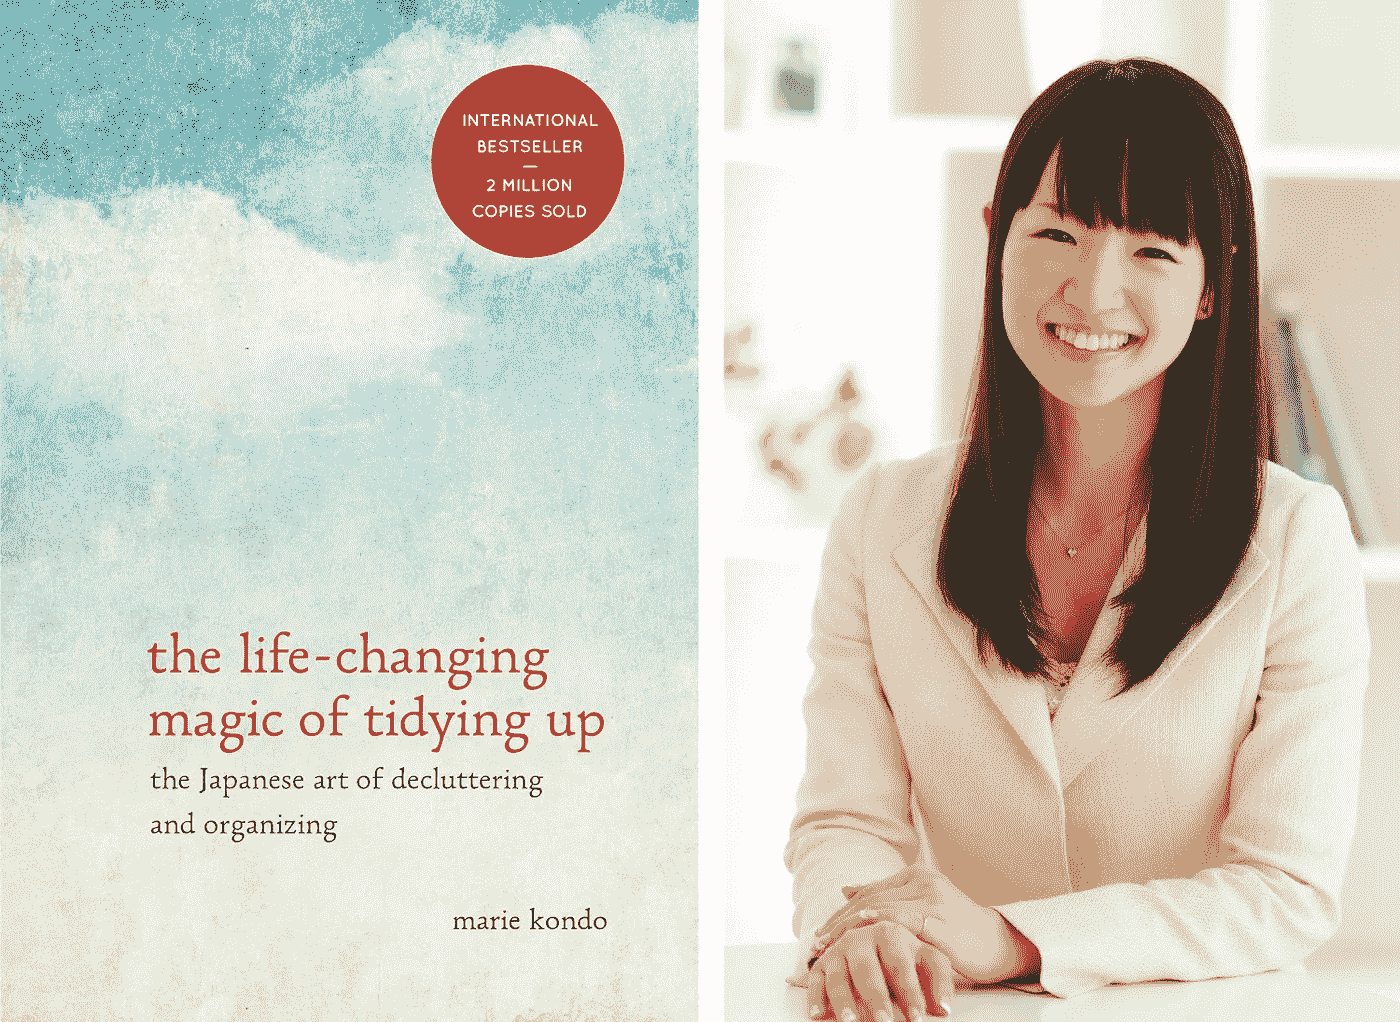 INTERNATIONAL
BESTSELLER
—
2 MILLION
COPIES SOLD
the life-changing
magic of tidying up
the Japanese art of decluttering
and organizing
marie kondo